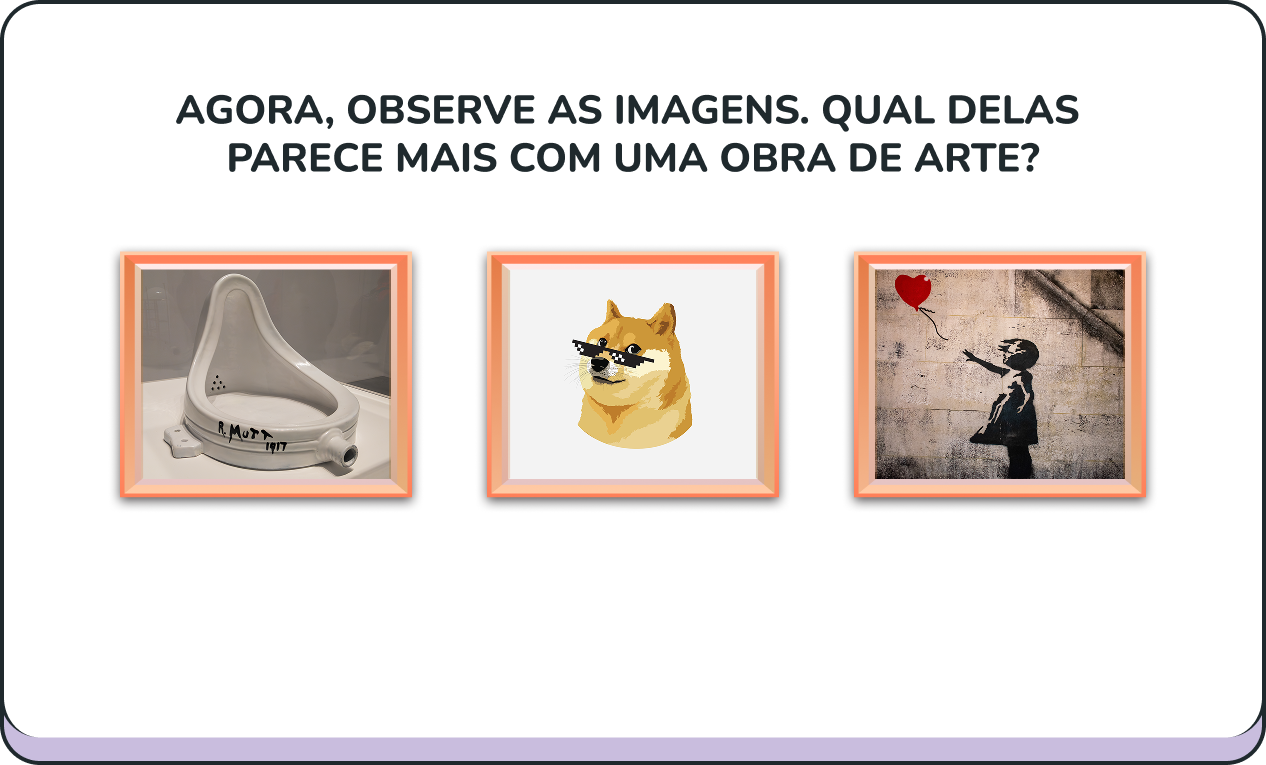 AGORA, OBSERVE AS IMAGENS. QUAL DELAS
PARECE MAIS COM UMA OBRA DE ARTE?
R. MUTT
1917